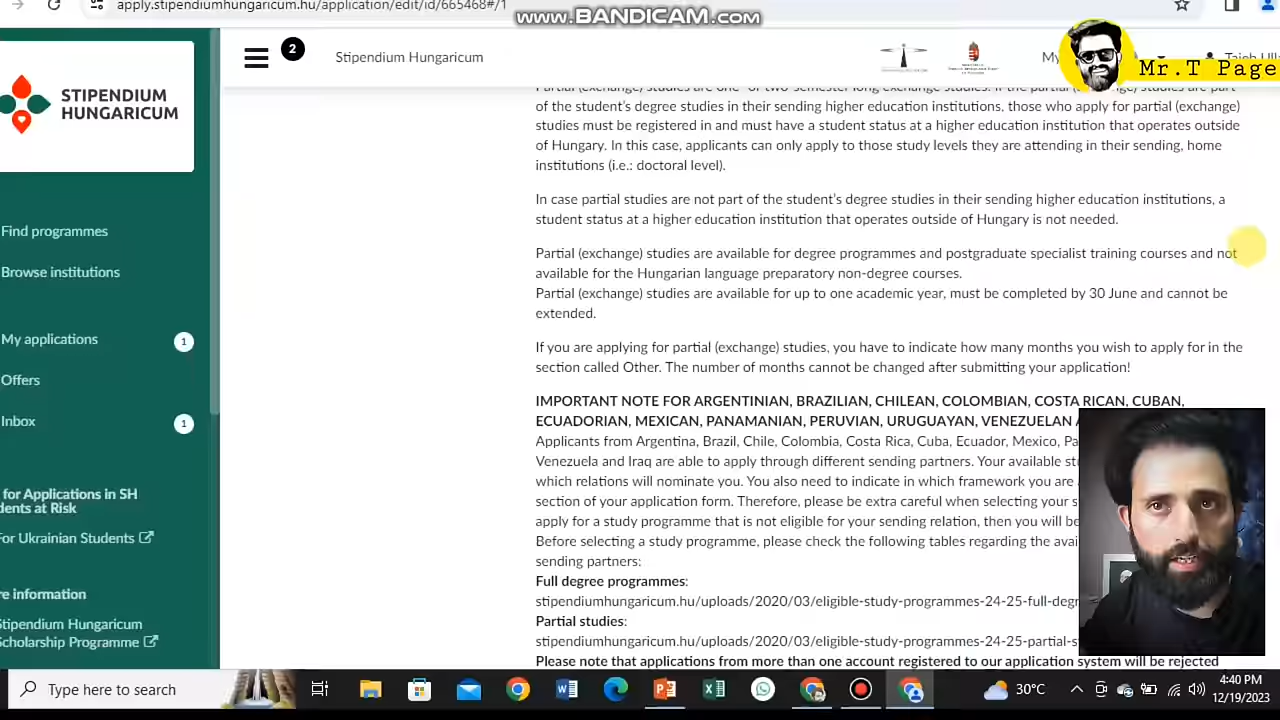 apply.stipendiumhungaricum.hu/application/edit/id/665468#/1
www.BANDICAM.com
2
Stipendium Hungaricum
My
Mr.T Page
STIPENDIUM
HUNGARICUM
Find programmes
Browse institutions
My applications
1
Offers
Inbox
1
for Applications in SH
dents at Risk
For Ukrainian Students
re information
Stipendium Hungaricum
Scholarship Programme
of the student's degree studies in their sending higher education institutions, those who apply for partial (exchange)
studies must be registered in and must have a student status at a higher education institution that operates outside
of Hungary. In this case, applicants can only apply to those study levels they are attending in their sending, home
institutions (i.e.: doctoral level).
In case partial studies are not part of the student's degree studies in their sending higher education institutions, a
student status at a higher education institution that operates outside of Hungary is not needed.
Partial (exchange) studies are available for degree programmes and postgraduate specialist training courses and not
available for the Hungarian language preparatory non-degree courses.
Partial (exchange) studies are available for up to one academic year, must be completed by 30 June and cannot be
extended.
If you are applying for partial (exchange) studies, you have to indicate how many months you wish to apply for in the
section called Other. The number of months cannot be changed after submitting your application!
IMPORTANT NOTE FOR ARGENTINIAN, BRAZILIAN, CHILEAN, COLOMBIAN, COSTA RICAN, CUBAN,
ECUADORIAN, MEXICAN, PANAMANIAN, PERUVIAN, URUGUAYAN, VENEZUELAN
Applicants from Argentina, Brazil, Chile, Colombia, Costa Rica, Cuba, Ecuador, Mexico, Pa
Venezuela and Iraq are able to apply through different sending partners. Your available st
which relations will nominate you. You also need to indicate in which framework you are
section of your application form. Therefore, please be extra careful when selecting your s
apply for a study programme that is not eligible for your sending relation, then you will be
Before selecting a study programme, please check the following tables regarding the avai
sending partners:
Full degree programmes:
stipendiumhungaricum.hu/uploads/2020/03/eligible-study-programmes-24-25-full-degr
Partial studies:
stipendiumhungaricum.hu/uploads/2020/03/eligible-study-programmes-24-25-partial-s
Please note that applications from more than one account registered to our application system will be rejected
Type here to search
30°C
4:40 PM
12/19/2023